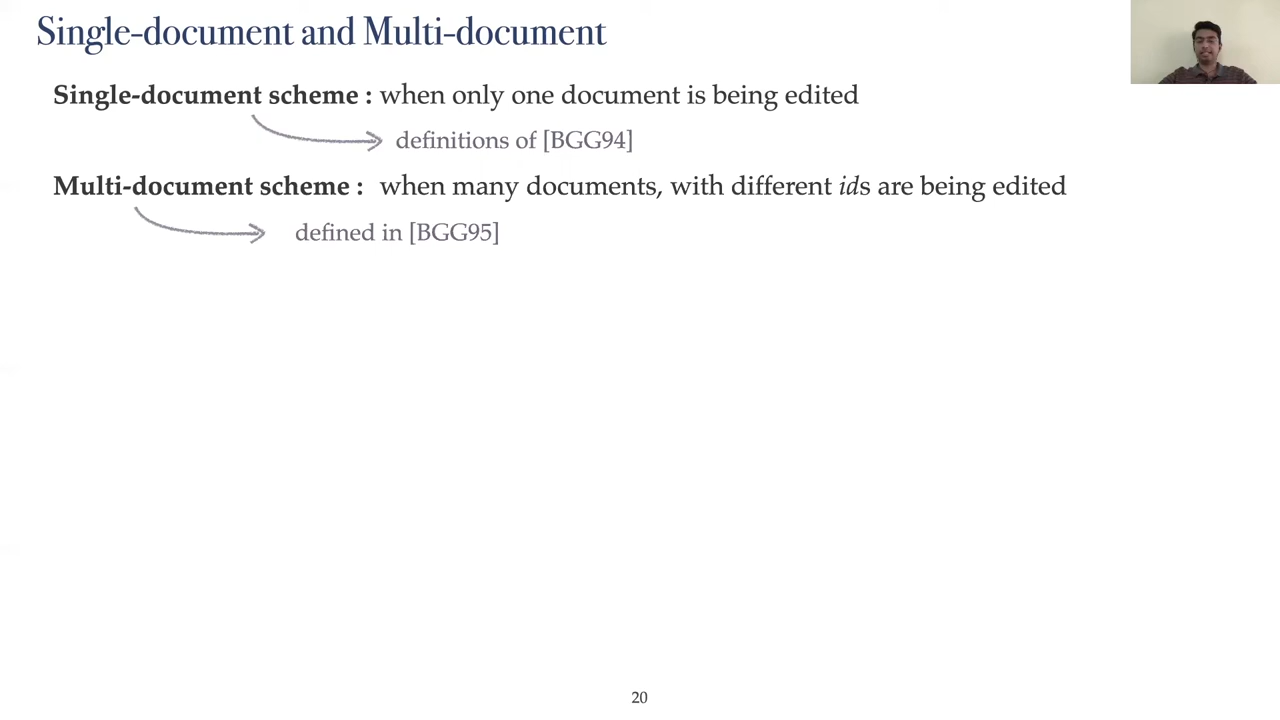 Single-document and Multi-document
Single-document scheme : when only one document is being edited
definitions of [BGG94]
Multi-document scheme : when many documents, with different ids are being edited
defined in [BGG95]
20